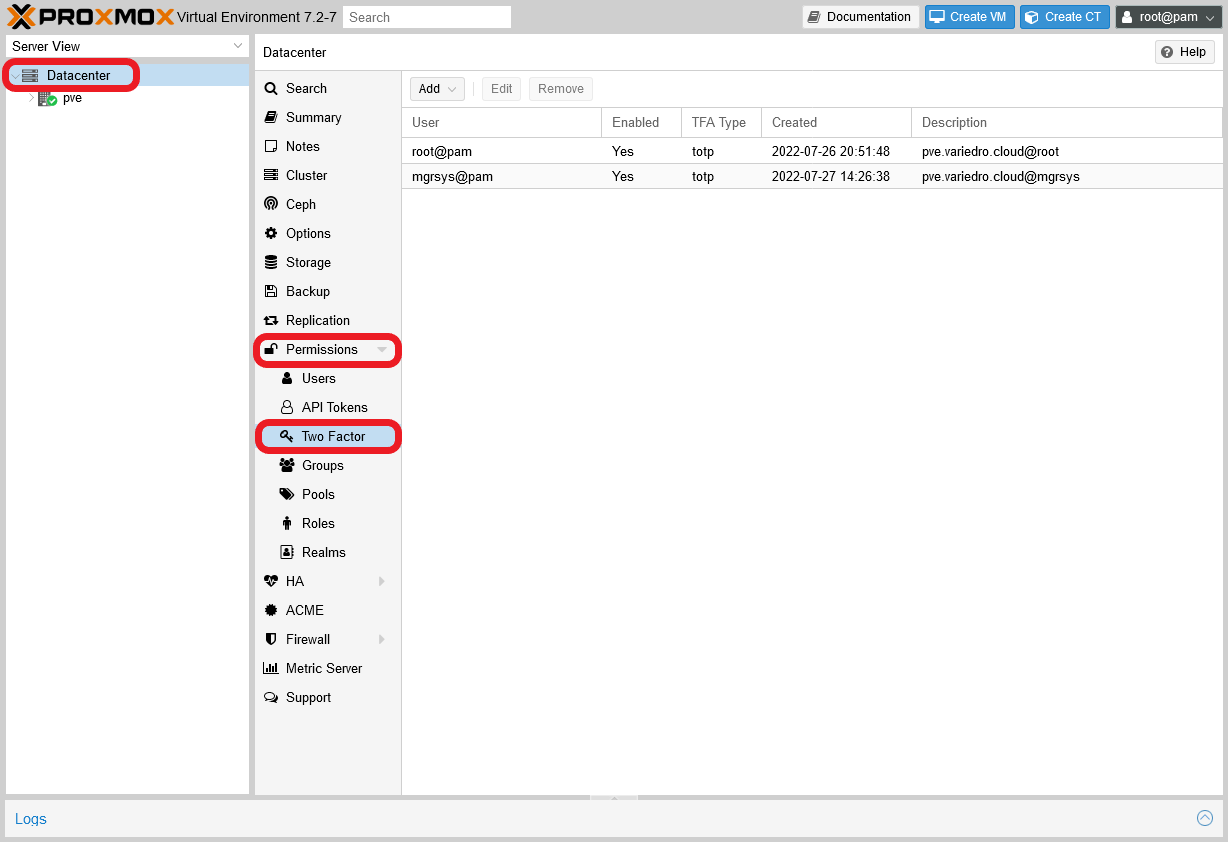 PROXMOX Virtual Environment 7.2-7 Search Documentation Create VM Create CT root@pam
Server View
Datacenter
pve
Datacenter Help
Search
Summary
Notes
Cluster
Ceph
Options
Storage
Backup
Replication
Permissions
Users
API Tokens
Two Factor
Groups
Pools
Roles
Realms
HA
ACME
Firewall
Metric Server
Support
Add Edit Remove
User Enabled TFA Type Created Description
root@pam Yes totp 2022-07-26 20:51:48 pve.variedro.cloud@root
mgrsys@pam Yes totp 2022-07-27 14:26:38 pve.variedro.cloud@mgrsys
Logs